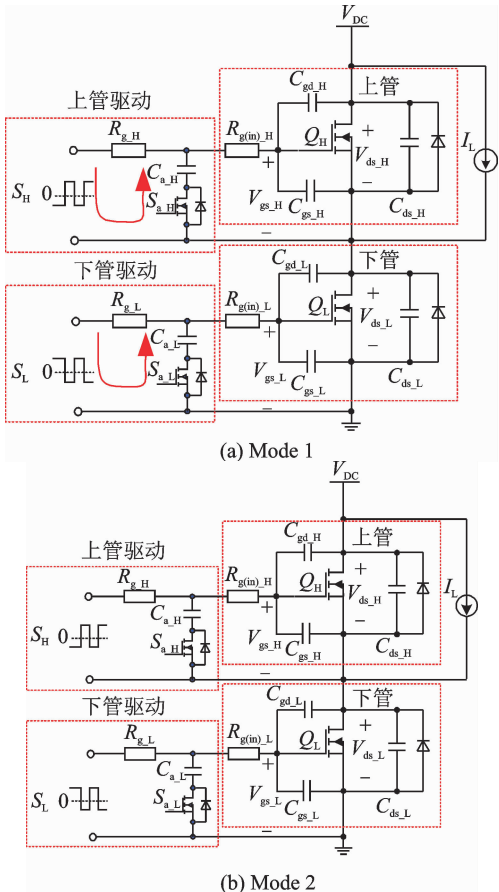 V_DC
C_gd_H
上管
上管驱动
R_g_H
R_g(in)_H
Q_H
+
V_ds_H
−
I_L
C_a_H
S_H
0
S_a_H
+
V_gs_H
−
C_gs_H
C_ds_H
下管驱动
C_gd_L
下管
R_g_L
R_g(in)_L
Q_L
+
V_ds_L
−
C_a_L
S_L
0
S_a_L
+
V_gs_L
−
C_gs_L
C_ds_L
(a) Mode 1
V_DC
C_gd_H
上管
上管驱动
R_g_H
R_g(in)_H
Q_H
+
V_ds_H
−
I_L
C_a_H
S_H
0
S_a_H
+
V_gs_H
−
C_gs_H
C_ds_H
下管驱动
C_gd_L
下管
R_g_L
R_g(in)_L
Q_L
+
V_ds_L
−
C_a_L
S_L
0
S_a_L
+
V_gs_L
−
C_gs_L
C_ds_L
(b) Mode 2